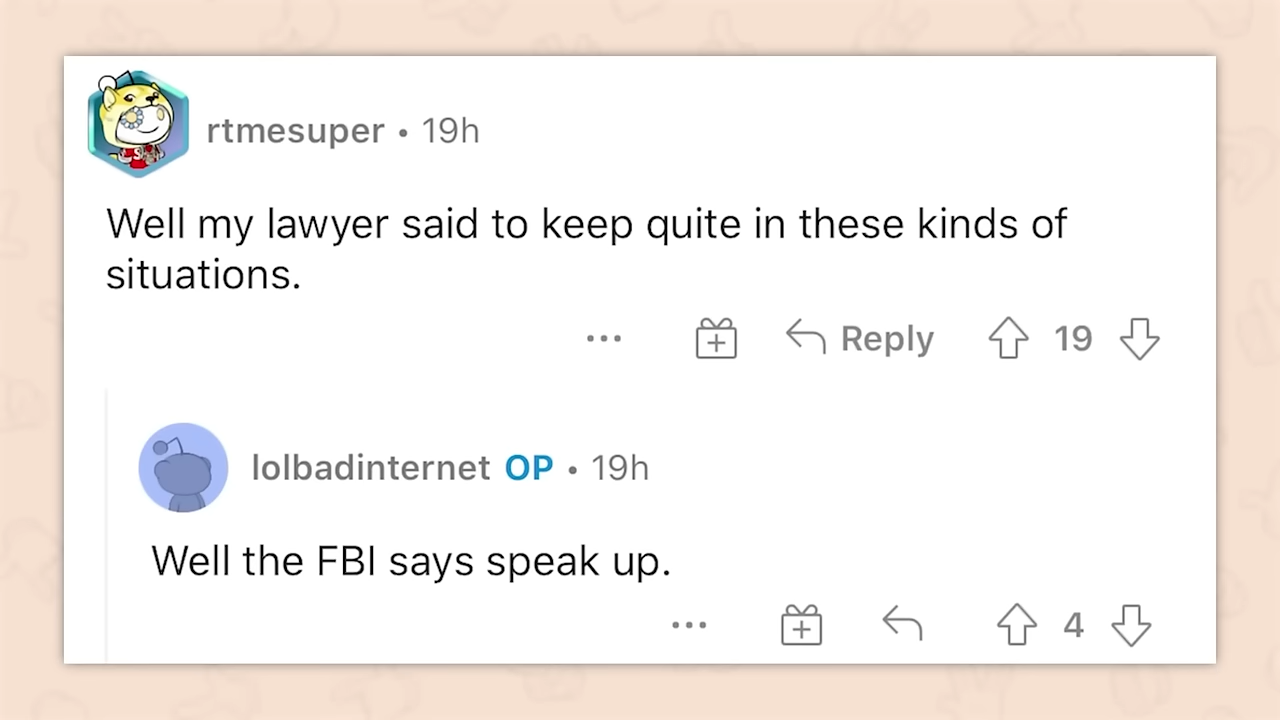 rtmesuper • 19h
Well my lawyer said to keep quite in these kinds of
situations.
... Reply 19
lolbadinternet OP • 19h
Well the FBI says speak up.
... 4